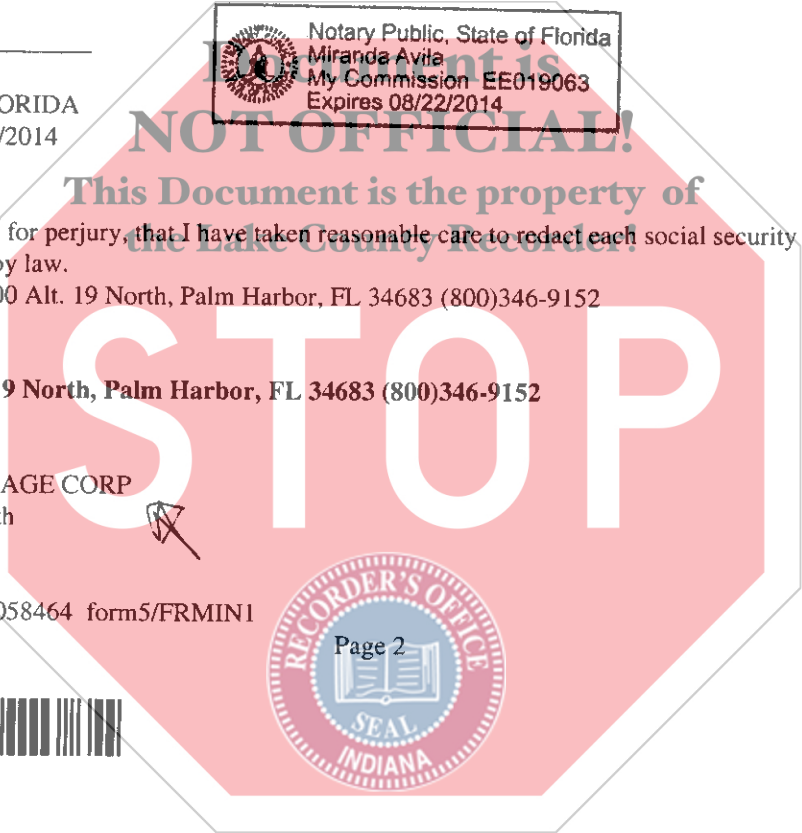 Notary Public, State of Florida
Miranda Avila
My Commission EE019063
Expires 08/22/2014
Document is
ORIDA
/2014
NOT OFFICIAL!
This Document is the property of
the Lake County Recorder!
for perjury, that I have taken reasonable care to redact each social security
by law.
00 Alt. 19 North, Palm Harbor, FL 34683 (800)346-9152
STOP
9 North, Palm Harbor, FL 34683 (800)346-9152
AGE CORP
th
058464 form5/FRMIN1
Page 2
RECORDER'S OFFICE
SEAL
INDIANA